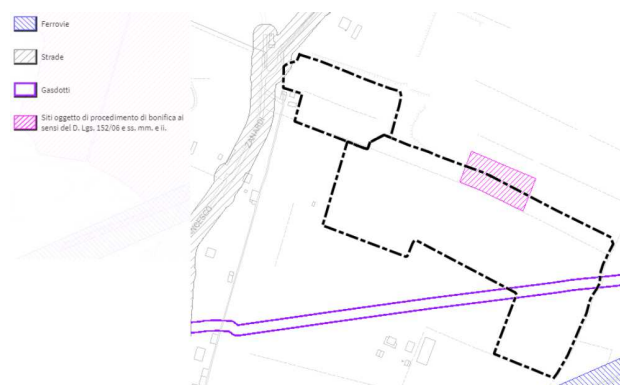 Ferrovie
Strade
Gasdotti
Siti oggetto di procedimento di bonifica ai
sensi del D. Lgs. 152/06 e ss. mm. e ii.
ZANARDI